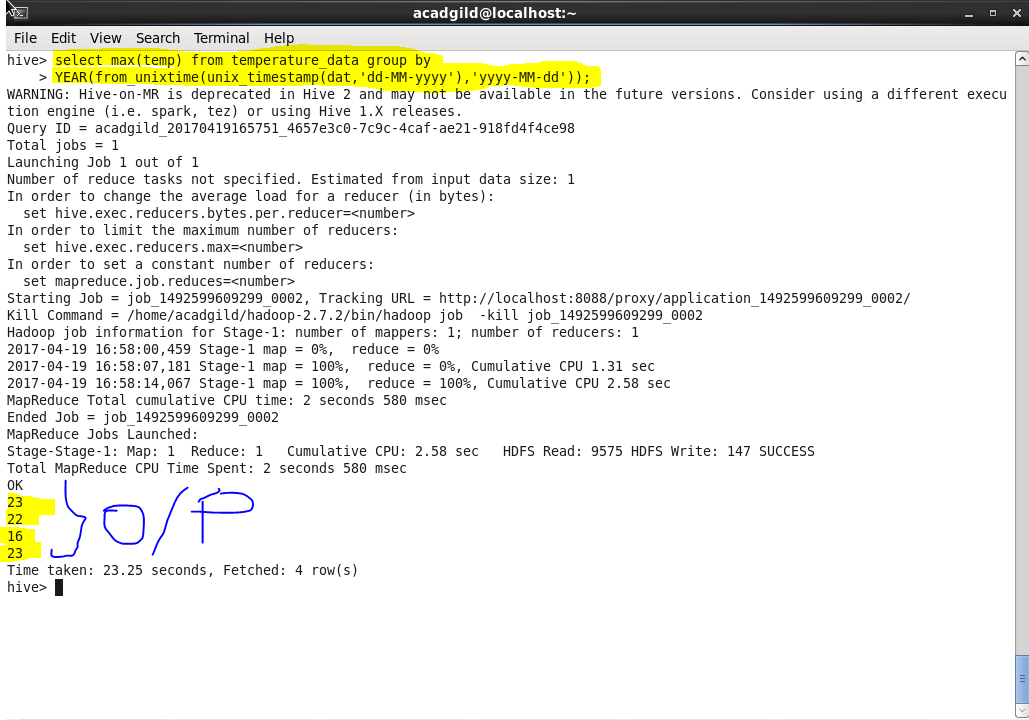 acadgild@localhost:~
File Edit View Search Terminal Help
hive> select max(temp) from temperature_data group by
    > YEAR(from_unixtime(unix_timestamp(dat,'dd-MM-yyyy'),'yyyy-MM-dd'));
WARNING: Hive-on-MR is deprecated in Hive 2 and may not be available in the future versions. Consider using a different execu
tion engine (i.e. spark, tez) or using Hive 1.X releases.
Query ID = acadgild_20170419165751_4657e3c0-7c9c-4caf-ae21-918fd4f4ce98
Total jobs = 1
Launching Job 1 out of 1
Number of reduce tasks not specified. Estimated from input data size: 1
In order to change the average load for a reducer (in bytes):
  set hive.exec.reducers.bytes.per.reducer=<number>
In order to limit the maximum number of reducers:
  set hive.exec.reducers.max=<number>
In order to set a constant number of reducers:
  set mapreduce.job.reduces=<number>
Starting Job = job_1492599609299_0002, Tracking URL = http://localhost:8088/proxy/application_1492599609299_0002/
Kill Command = /home/acadgild/hadoop-2.7.2/bin/hadoop job  -kill job_1492599609299_0002
Hadoop job information for Stage-1: number of mappers: 1; number of reducers: 1
2017-04-19 16:58:00,459 Stage-1 map = 0%,  reduce = 0%
2017-04-19 16:58:07,181 Stage-1 map = 100%,  reduce = 0%, Cumulative CPU 1.31 sec
2017-04-19 16:58:14,067 Stage-1 map = 100%,  reduce = 100%, Cumulative CPU 2.58 sec
MapReduce Total cumulative CPU time: 2 seconds 580 msec
Ended Job = job_1492599609299_0002
MapReduce Jobs Launched:
Stage-Stage-1: Map: 1  Reduce: 1   Cumulative CPU: 2.58 sec   HDFS Read: 9575 HDFS Write: 147 SUCCESS
Total MapReduce CPU Time Spent: 2 seconds 580 msec
OK
23
22
16
23
O/P
Time taken: 23.25 seconds, Fetched: 4 row(s)
hive>